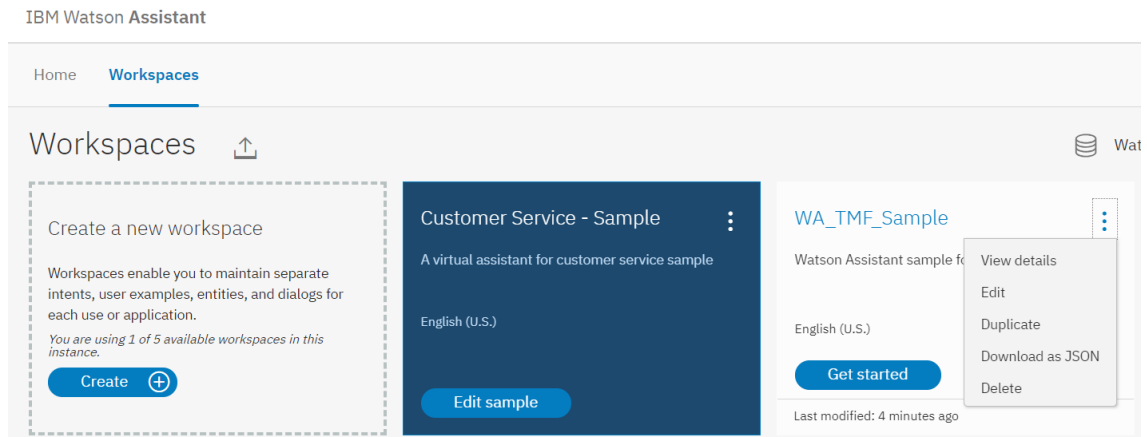 IBM Watson Assistant
Home Workspaces
Workspaces
Create a new workspace
Workspaces enable you to maintain separate
intents, user examples, entities, and dialogs for
each use or application.
You are using 1 of 5 available workspaces in this
instance.
Create
Customer Service - Sample
A virtual assistant for customer service sample
English (U.S.)
Edit sample
WA_TMF_Sample
Watson Assistant sample
English (U.S.)
Get started
Last modified: 4 minutes ago
View details
Edit
Duplicate
Download as JSON
Delete